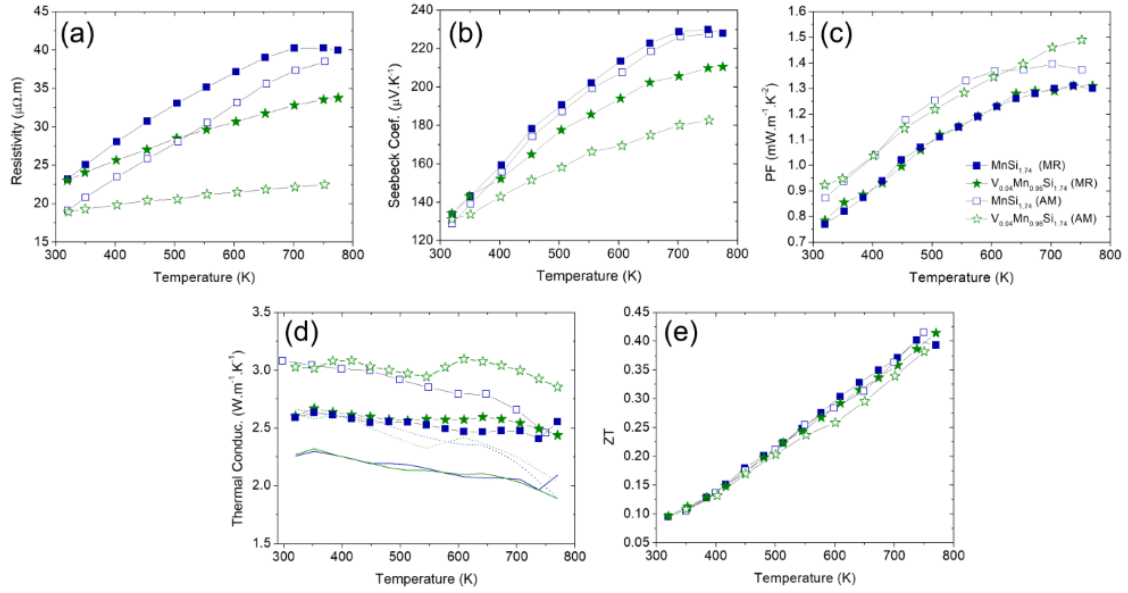 (a)
45
40
35
30
25
20
15
300 400 500 600 700 800
Resistivity (μΩ.m)
Temperature (K)
(b)
240
220
200
180
160
140
120
300 400 500 600 700 800
Seebeck Coef. (μV.K⁻¹)
Temperature (K)
(c)
1.6
1.5
1.4
1.3
1.2
1.1
1.0
0.9
0.8
0.7
300 400 500 600 700 800
PF (mW.m⁻¹.K⁻²)
Temperature (K)
MnSi₁.₇₄ (MR)
V₀.₀₄Mn₀.₉₆Si₁.₇₄ (MR)
MnSi₁.₇₄ (AM)
V₀.₀₄Mn₀.₉₆Si₁.₇₄ (AM)
(d)
3.5
3.0
2.5
2.0
1.5
300 400 500 600 700 800
Thermal Conduc. (W.m⁻¹.K⁻¹)
Temperature (K)
(e)
0.45
0.40
0.35
0.30
0.25
0.20
0.15
0.10
0.05
300 400 500 600 700 800
ZT
Temperature (K)